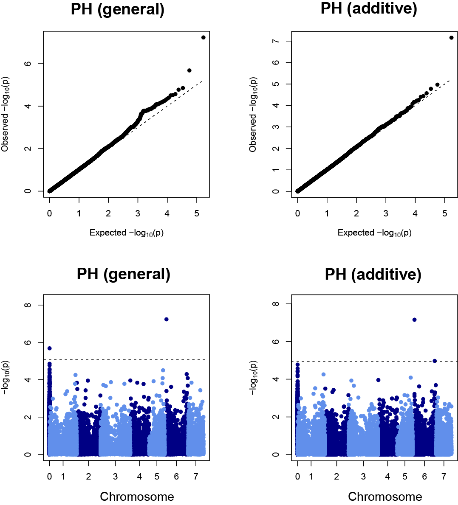 PH (general)
PH (additive)
Observed −log10(p)
0 2 4 6
0 1 2 3 4 5
Expected −log10(p)
Observed −log10(p)
0 1 2 3 4 5 6 7
0 1 2 3 4 5
Expected −log10(p)
PH (general)
PH (additive)
−log10(p)
0 2 4 6 8
0 1 2 3 4 5 6 7
Chromosome
−log10(p)
0 2 4 6 8
0 1 2 3 4 5 6 7
Chromosome